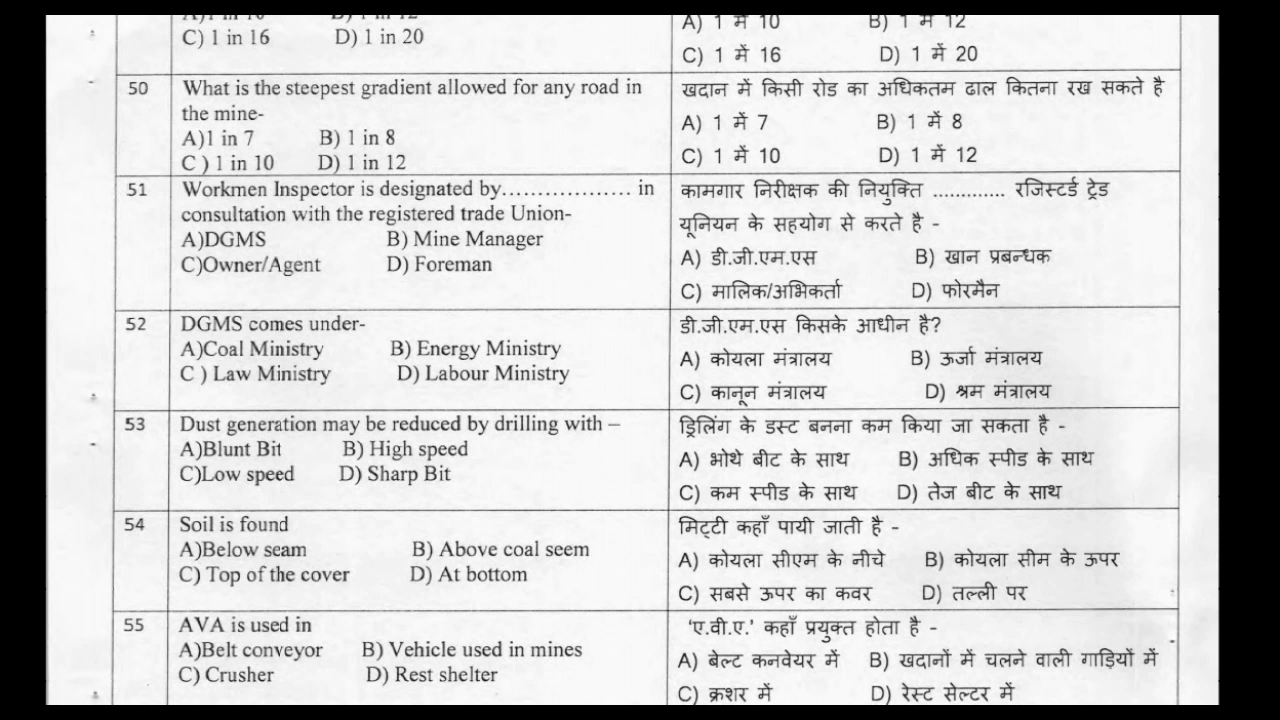 C) 1 in 16 D) 1 in 20
A) 1 में 10 B) 1 में 12
C) 1 में 16 D) 1 में 20
50 What is the steepest gradient allowed for any road in
the mine-
A)1 in 7 B) 1 in 8
C ) 1 in 10 D) 1 in 12
खदान में किसी रोड का अधिकतम ढाल कितना रख सकते है
A) 1 में 7 B) 1 में 8
C) 1 में 10 D) 1 में 12
51 Workmen Inspector is designated by.................. in
consultation with the registered trade Union-
A)DGMS B) Mine Manager
C)Owner/Agent D) Foreman
कामगार निरीक्षक की नियुक्ति ............ रजिस्टर्ड ट्रेड
यूनियन के सहयोग से करते है -
A) डी.जी.एम.एस B) खान प्रबन्धक
C) मालिक/अभिकर्ता D) फोरमैन
52 DGMS comes under-
A)Coal Ministry B) Energy Ministry
C ) Law Ministry D) Labour Ministry
डी.जी.एम.एस किसके आधीन है?
A) कोयला मंत्रालय B) ऊर्जा मंत्रालय
C) कानून मंत्रालय D) श्रम मंत्रालय
53 Dust generation may be reduced by drilling with –
A)Blunt Bit B) High speed
C)Low speed D) Sharp Bit
ड्रिलिंग के डस्ट बनना कम किया जा सकता है -
A) भोथे बीट के साथ B) अधिक स्पीड के साथ
C) कम स्पीड के साथ D) तेज बीट के साथ
54 Soil is found
A)Below seam B) Above coal seem
C) Top of the cover D) At bottom
मिट्टी कहाँ पायी जाती है -
A) कोयला सीएम के नीचे B) कोयला सीम के ऊपर
C) सबसे ऊपर का कवर D) तल्ली पर
55 AVA is used in
A)Belt conveyor B) Vehicle used in mines
C) Crusher D) Rest shelter
'ए.वी.ए.' कहाँ प्रयुक्त होता है -
A) बेल्ट कनवेयर में B) खदानों में चलने वाली गाड़ियों में
C) क्रशर में D) रेस्ट सेल्टर में